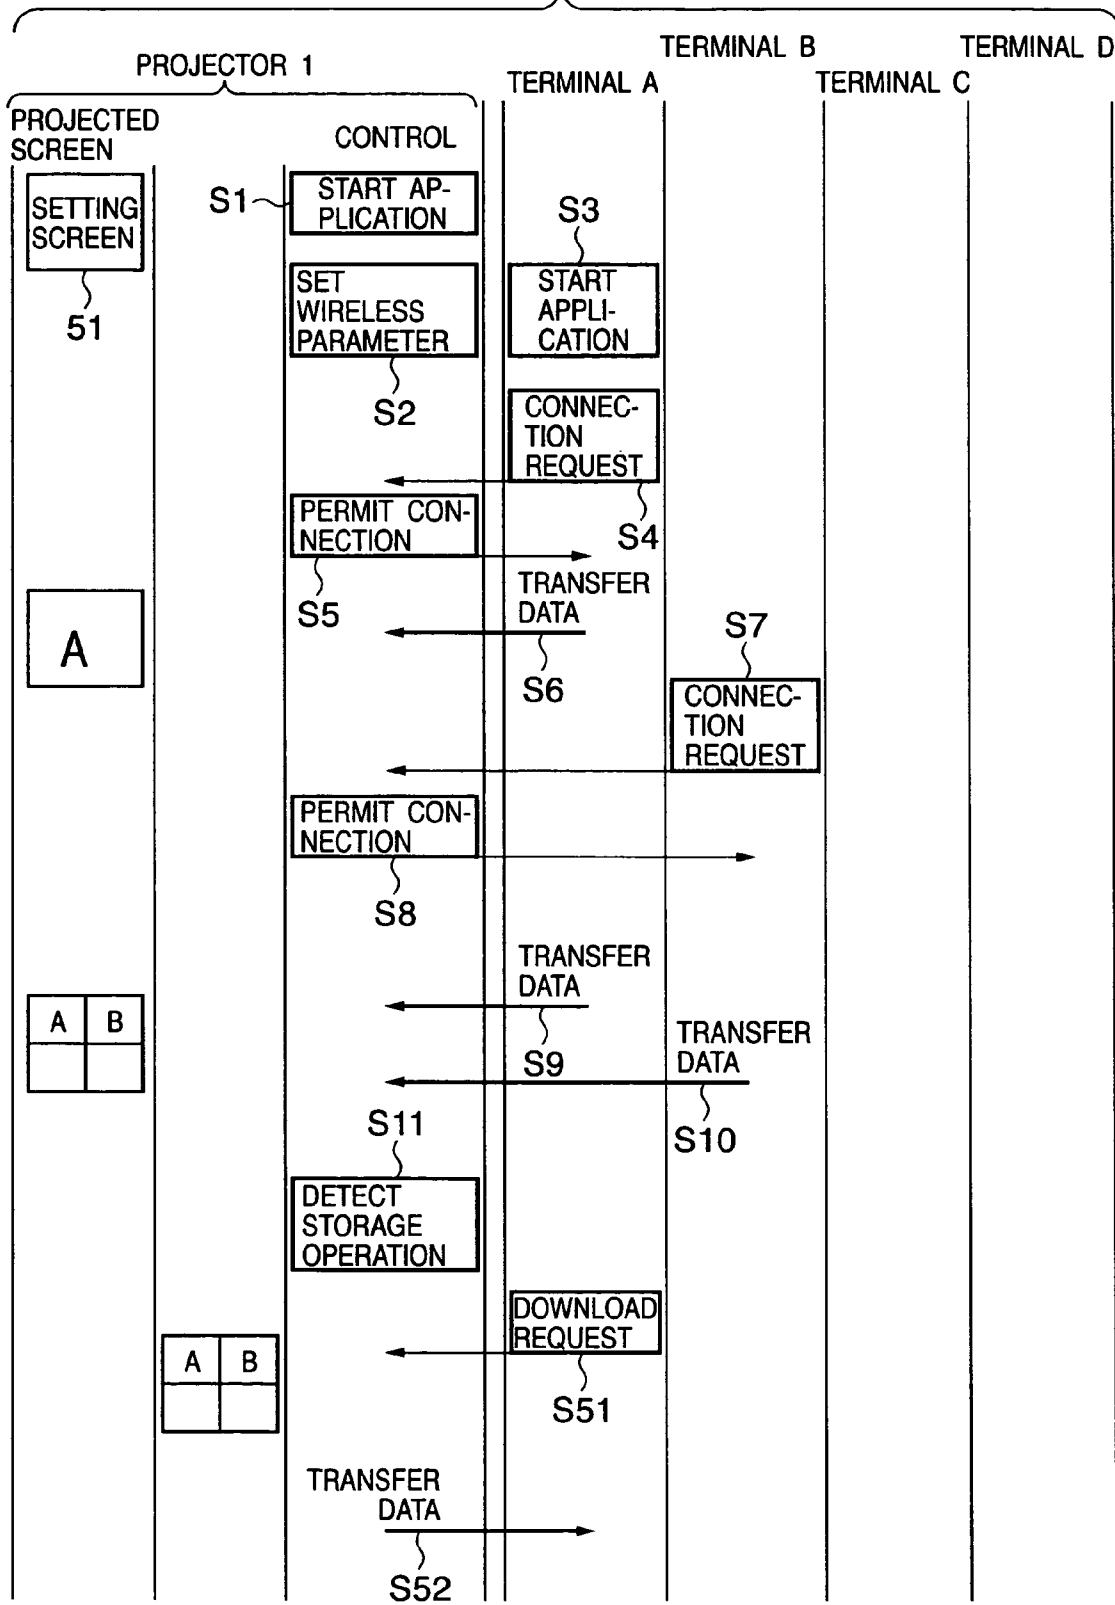 TERMINAL B
TERMINAL D
PROJECTOR 1
TERMINAL A
TERMINAL C
PROJECTED
SCREEN
CONTROL
SETTING
SCREEN
51
S1
START AP-
PLICATION
SET
WIRELESS
PARAMETER
S2
S3
START
APPLI-
CATION
CONNEC-
TION
REQUEST
S4
PERMIT CON-
NECTION
S5
TRANSFER
DATA
S6
A
S7
CONNEC-
TION
REQUEST
PERMIT CON-
NECTION
S8
TRANSFER
DATA
S9
A B
TRANSFER
DATA
S10
S11
DETECT
STORAGE
OPERATION
DOWNLOAD
REQUEST
S51
A B
TRANSFER
DATA
S52